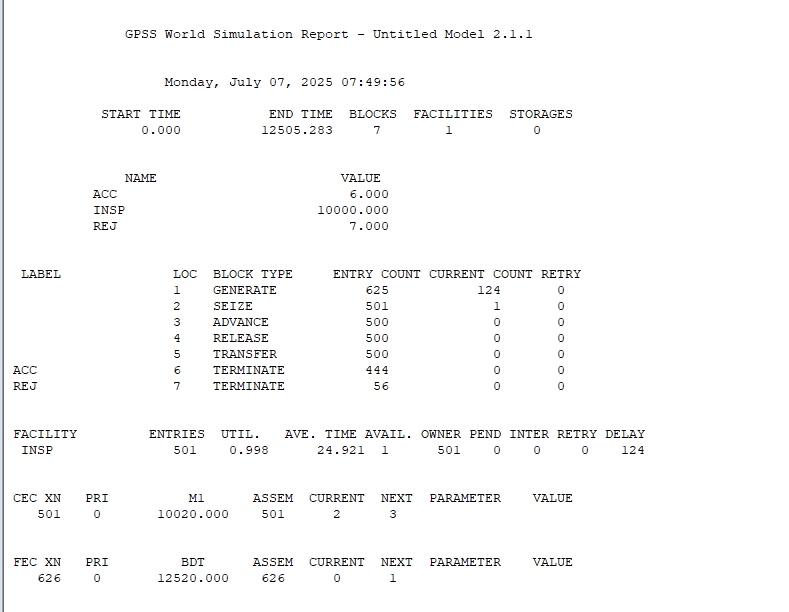 GPSS World Simulation Report - Untitled Model 2.1.1
Monday, July 07, 2025 07:49:56
START TIME END TIME BLOCKS FACILITIES STORAGES
0.000 12505.283 7 1 0
NAME VALUE
ACC 6.000
INSP 10000.000
REJ 7.000
LABEL LOC BLOCK TYPE ENTRY COUNT CURRENT COUNT RETRY
1 GENERATE 625 124 0
2 SEIZE 501 1 0
3 ADVANCE 500 0 0
4 RELEASE 500 0 0
5 TRANSFER 500 0 0
ACC 6 TERMINATE 444 0 0
REJ 7 TERMINATE 56 0 0
FACILITY ENTRIES UTIL. AVE. TIME AVAIL. OWNER PEND INTER RETRY DELAY
INSP 501 0.998 24.921 1 501 0 0 0 124
CEC XN PRI M1 ASSEM CURRENT NEXT PARAMETER VALUE
501 0 10020.000 501 2 3
FEC XN PRI BDT ASSEM CURRENT NEXT PARAMETER VALUE
626 0 12520.000 626 0 1